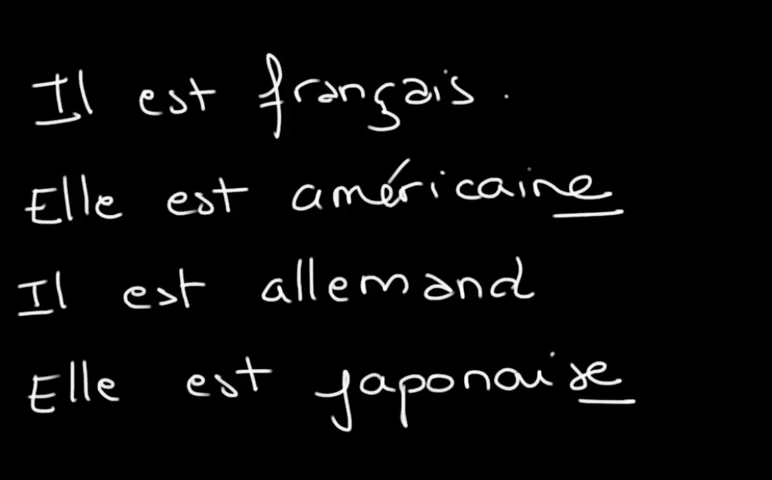 Il est français.
Elle est américaine
Il est allemand
Elle est japonaise